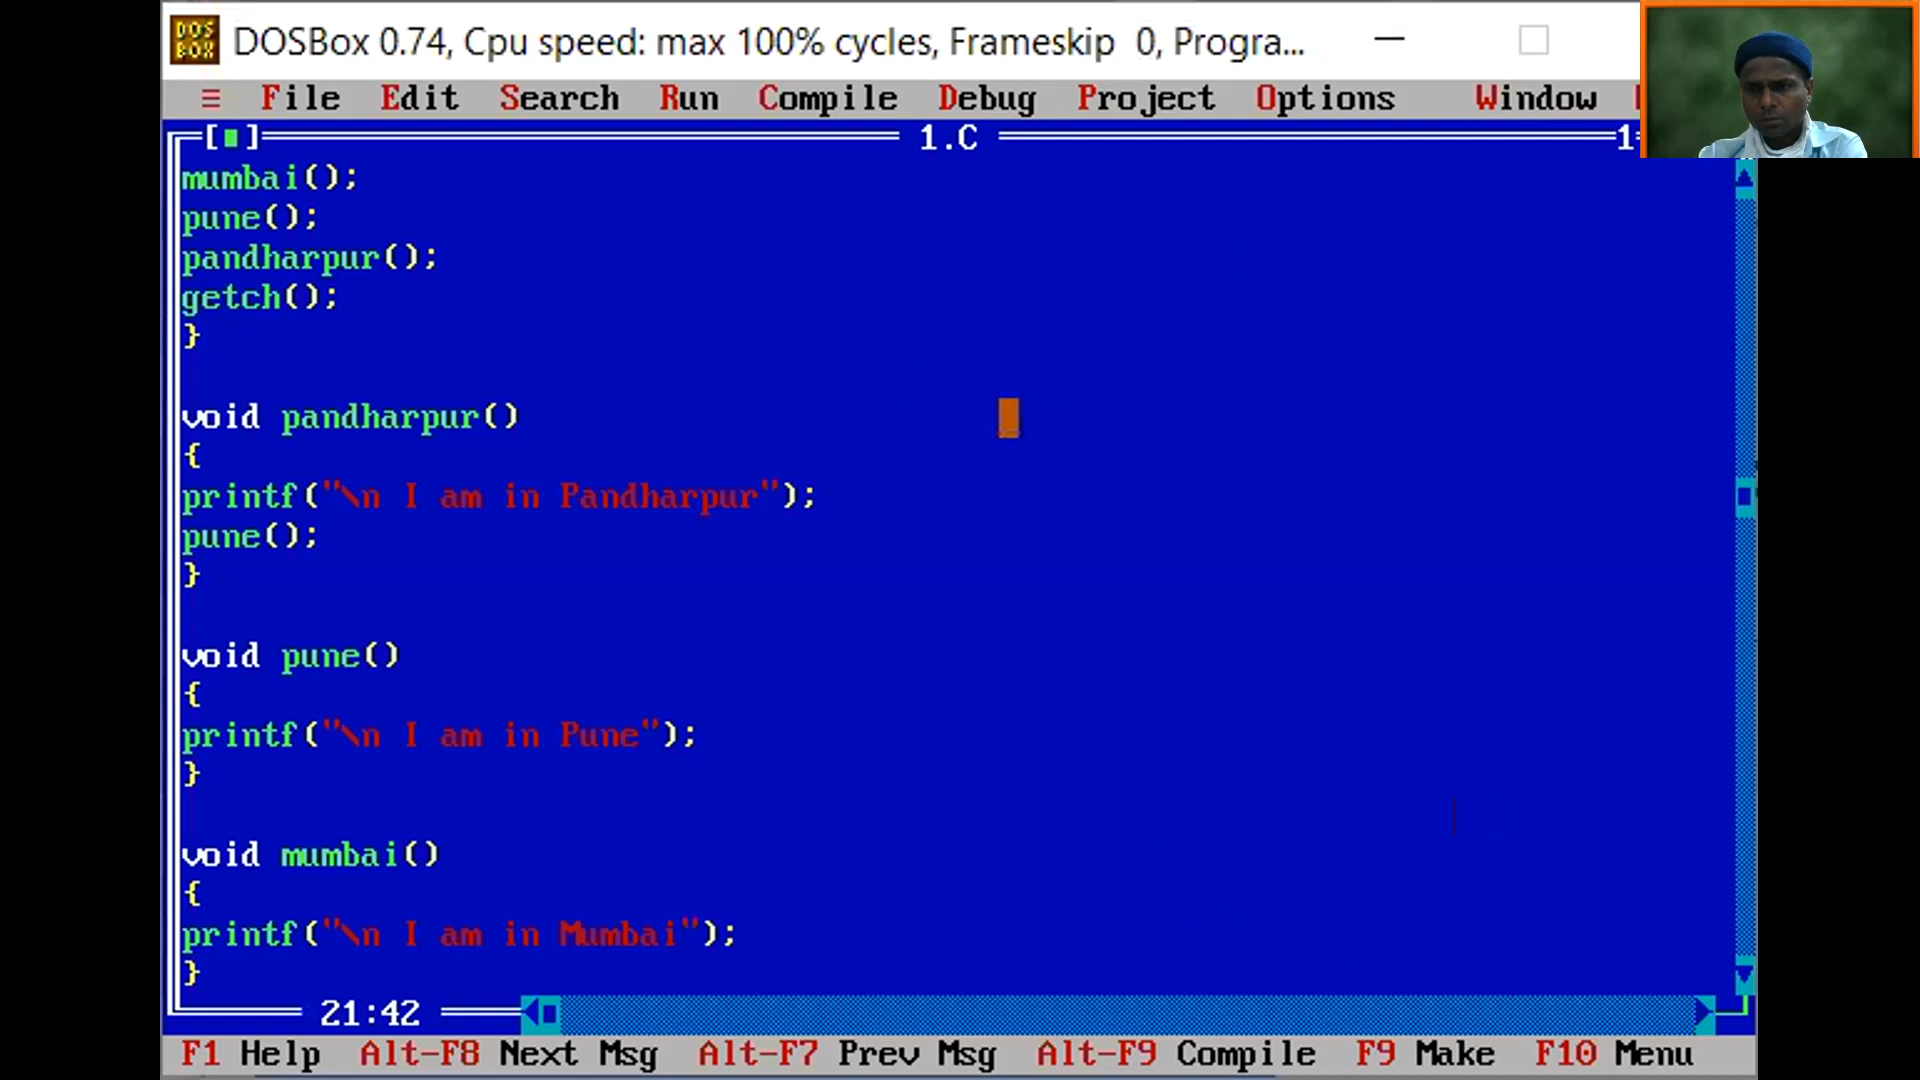 DOS
BOX
DOSBox 0.74, Cpu speed: max 100% cycles, Frameskip 0, Progra...
≡ File Edit Search Run Compile Debug Project Options Window
[■] 1.C 1
mumbai();
pune();
pandharpur();
getch();
}
void pandharpur()
{
printf("\n I am in Pandharpur");
pune();
}
void pune()
{
printf("\n I am in Pune");
}
void mumbai()
{
printf("\n I am in Mumbai");
}
21:42
F1 Help Alt-F8 Next Msg Alt-F7 Prev Msg Alt-F9 Compile F9 Make F10 Menu